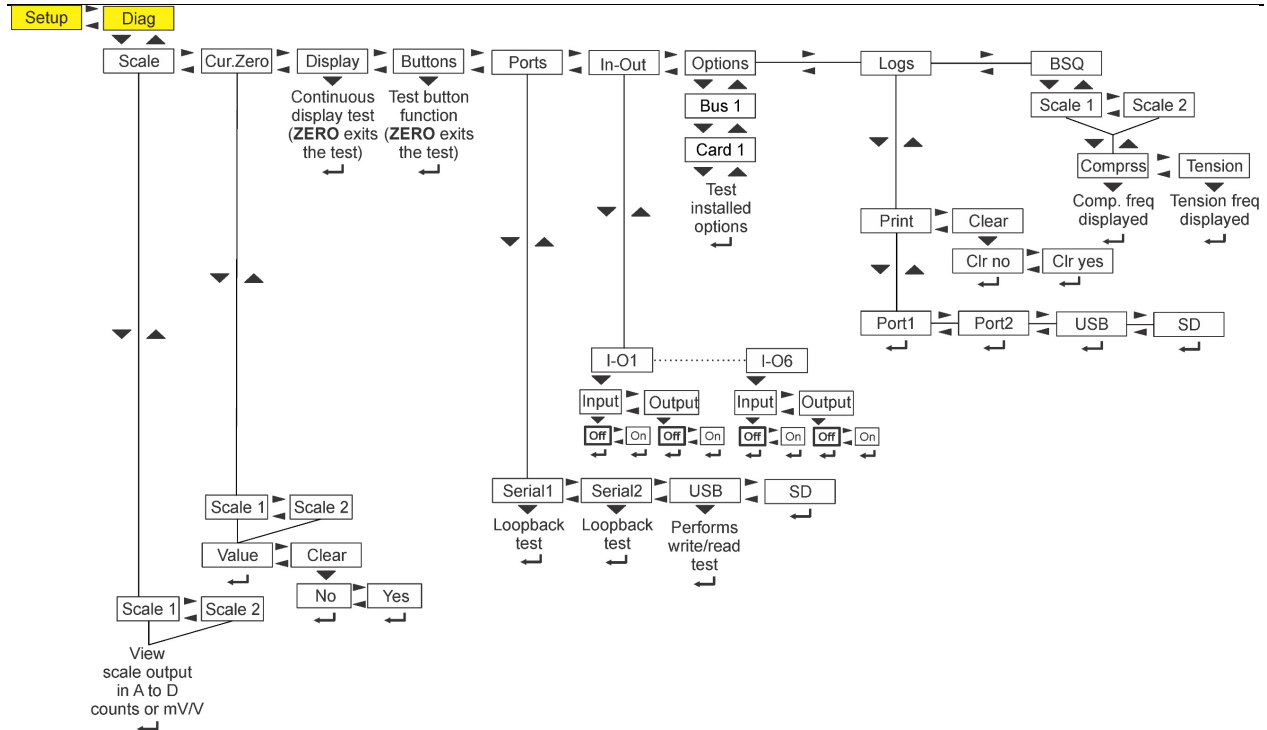 Setup
Diag
Scale
Cur.Zero
Display
Buttons
Ports
In-Out
Options
Logs
BSQ
Continuous
display test
(ZERO exits
the test)
Test button
function
(ZERO exits
the test)
Bus 1
Card 1
Test
installed
options
Scale 1
Scale 2
Comprss
Tension
Comp. freq
displayed
Tension freq
displayed
Print
Clear
Clr no
Clr yes
Port1
Port2
USB
SD
I-O1
I-O6
Input
Output
Input
Output
Off
On
Off
On
Off
On
Off
On
Serial1
Serial2
USB
SD
Loopback
test
Loopback
test
Performs
write/read
test
Scale 1
Scale 2
Value
Clear
No
Yes
Scale 1
Scale 2
View
scale output
in A to D
counts or mV/V